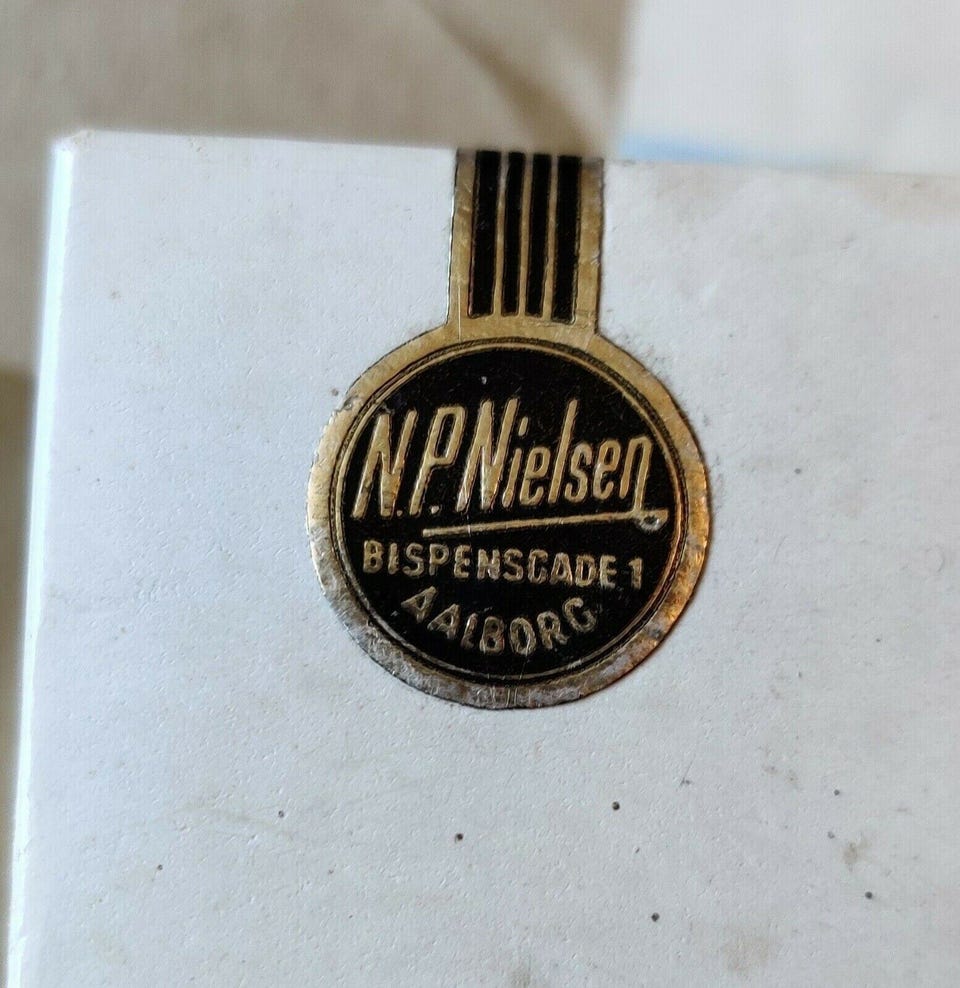 N.P. Nielsen
BISPENSGADE 1
AALBORG